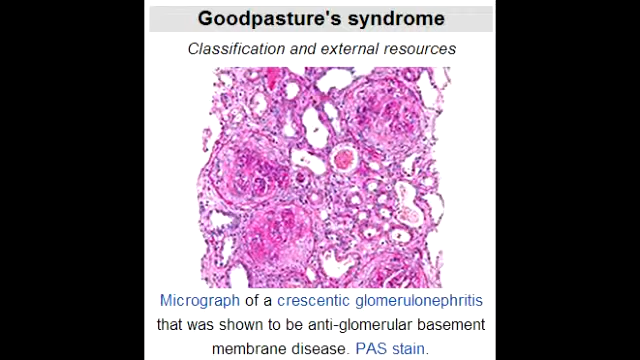 Goodpasture's syndrome
Classification and external resources
Micrograph of a crescentic glomerulonephritis
that was shown to be anti-glomerular basement
membrane disease. PAS stain.